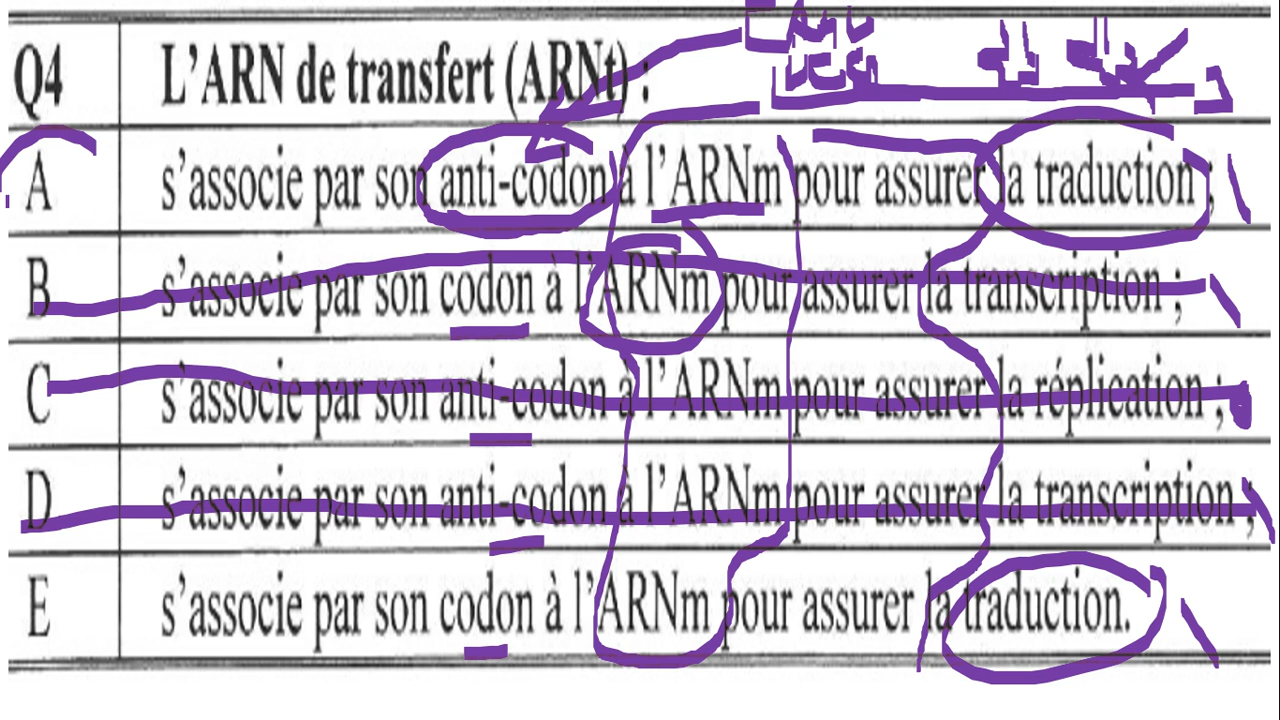 Q4 L'ARN de transfert (ARNt) :
A s'associe par son anti-codon à l'ARNm pour assurer la traduction ;
B s'associe par son codon à l'ARNm pour assurer la transcription ;
C s'associe par son anti-codon à l'ARNm pour assurer la réplication ;
D s'associe par son anti-codon à l'ARNm pour assurer la transcription ;
E s'associe par son codon à l'ARNm pour assurer la traduction.